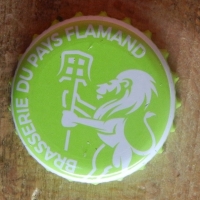 BRASSERIE DU PAYS FLAMAND